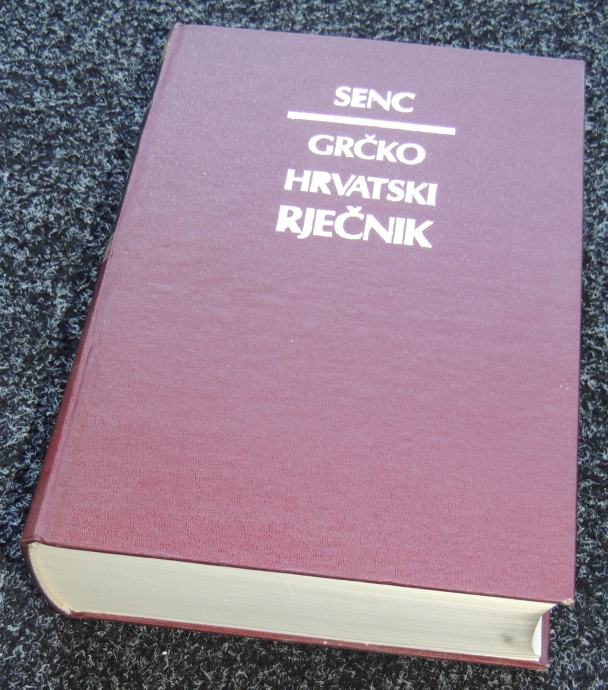 SENC
GRČKO
HRVATSKI
RJEČNIK